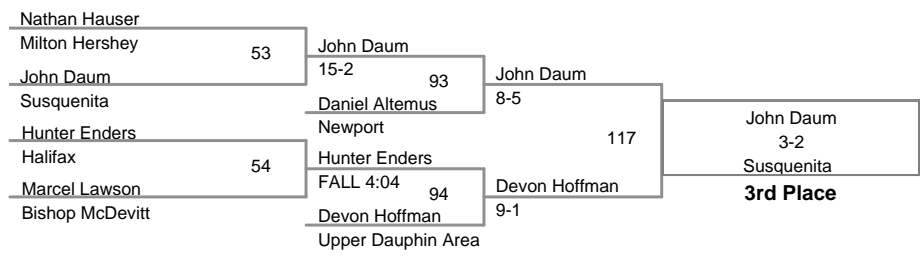 Nathan Hauser
Milton Hershey
53
John Daum
Susquenita
John Daum
15-2
93
Daniel Altemus
Newport
John Daum
8-5
Hunter Enders
Halifax
54
Marcel Lawson
Bishop McDevitt
Hunter Enders
FALL 4:04
94
Devon Hoffman
Upper Dauphin Area
Devon Hoffman
9-1
117
John Daum
3-2
Susquenita
3rd Place